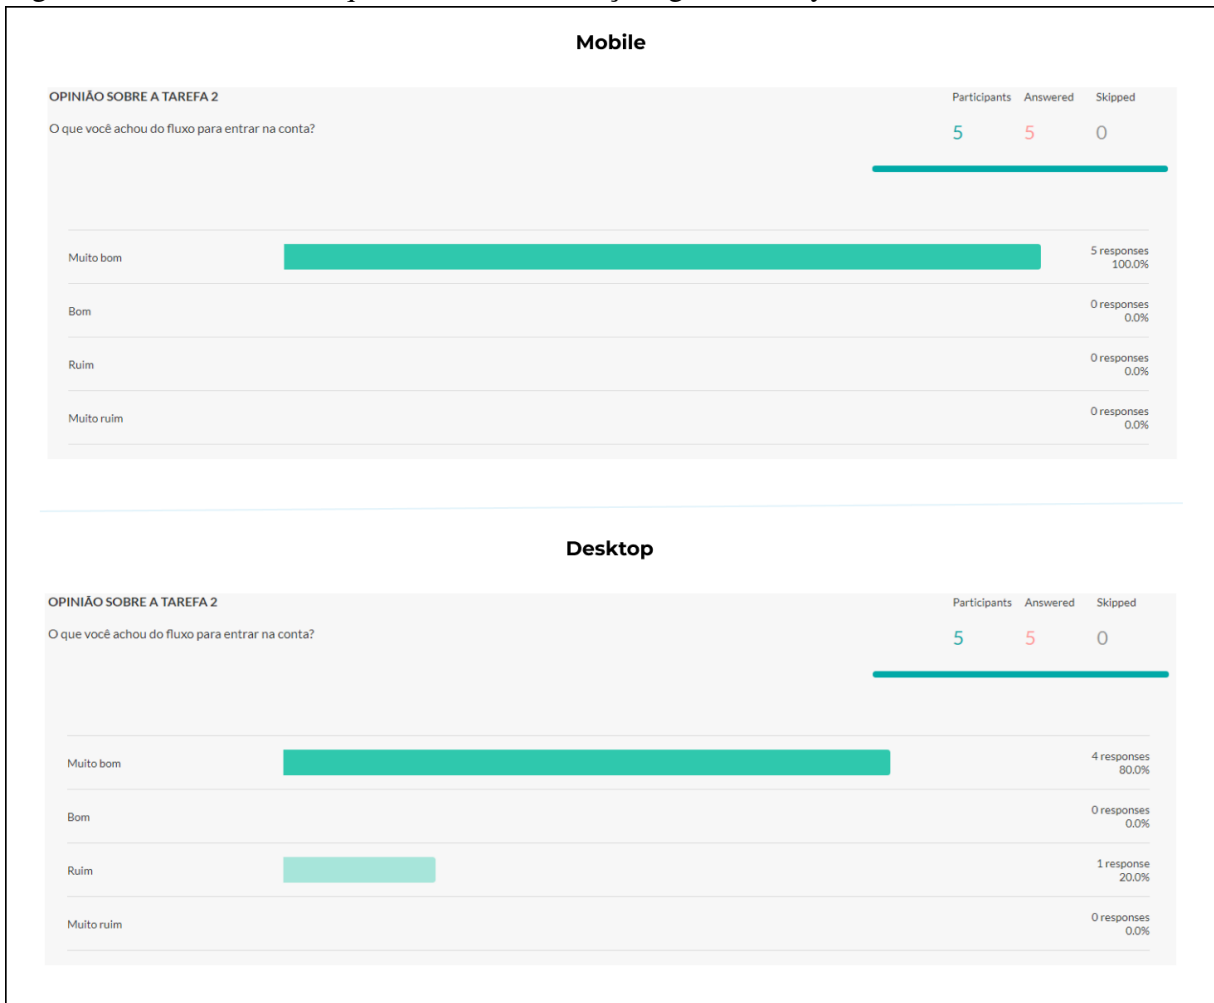 Mobile
OPINIÃO SOBRE A TAREFA 2
Participants Answered Skipped
O que você achou do fluxo para entrar na conta?
5 5 0
Muito bom
5 responses
100.0%
Bom
0 responses
0.0%
Ruim
0 responses
0.0%
Muito ruim
0 responses
0.0%
Desktop
OPINIÃO SOBRE A TAREFA 2
Participants Answered Skipped
O que você achou do fluxo para entrar na conta?
5 5 0
Muito bom
4 responses
80.0%
Bom
0 responses
0.0%
Ruim
1 response
20.0%
Muito ruim
0 responses
0.0%